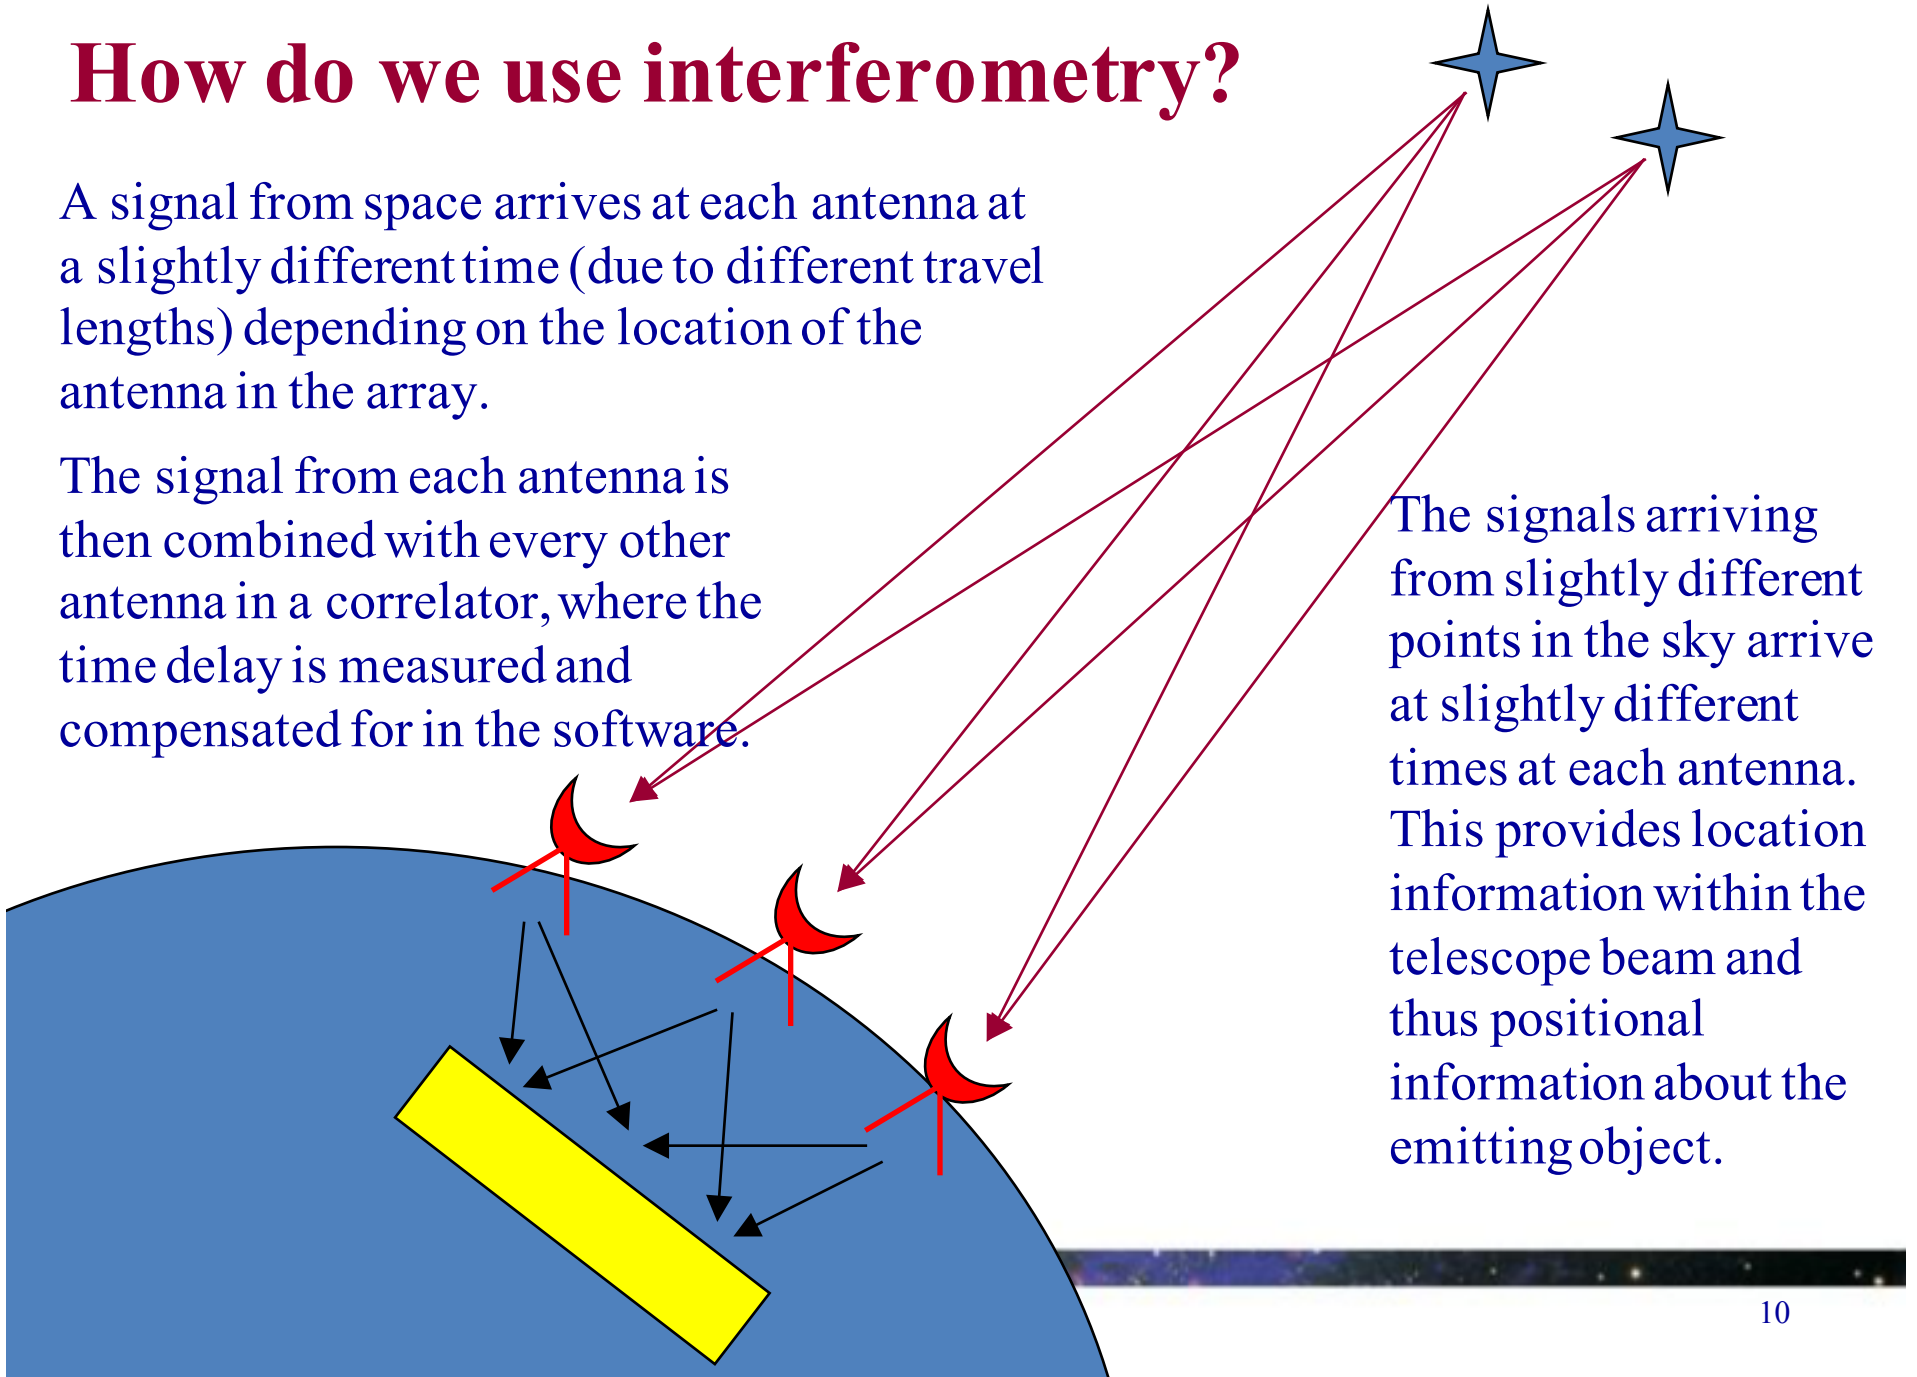 How do we use interferometry?
A signal from space arrives at each antenna at
a slightly different time (due to different travel
lengths) depending on the location of the
antenna in the array.
The signal from each antenna is
then combined with every other
antenna in a correlator, where the
time delay is measured and
compensated for in the software.
The signals arriving
from slightly different
points in the sky arrive
at slightly different
times at each antenna.
This provides location
information within the
telescope beam and
thus positional
information about the
emitting object.
10